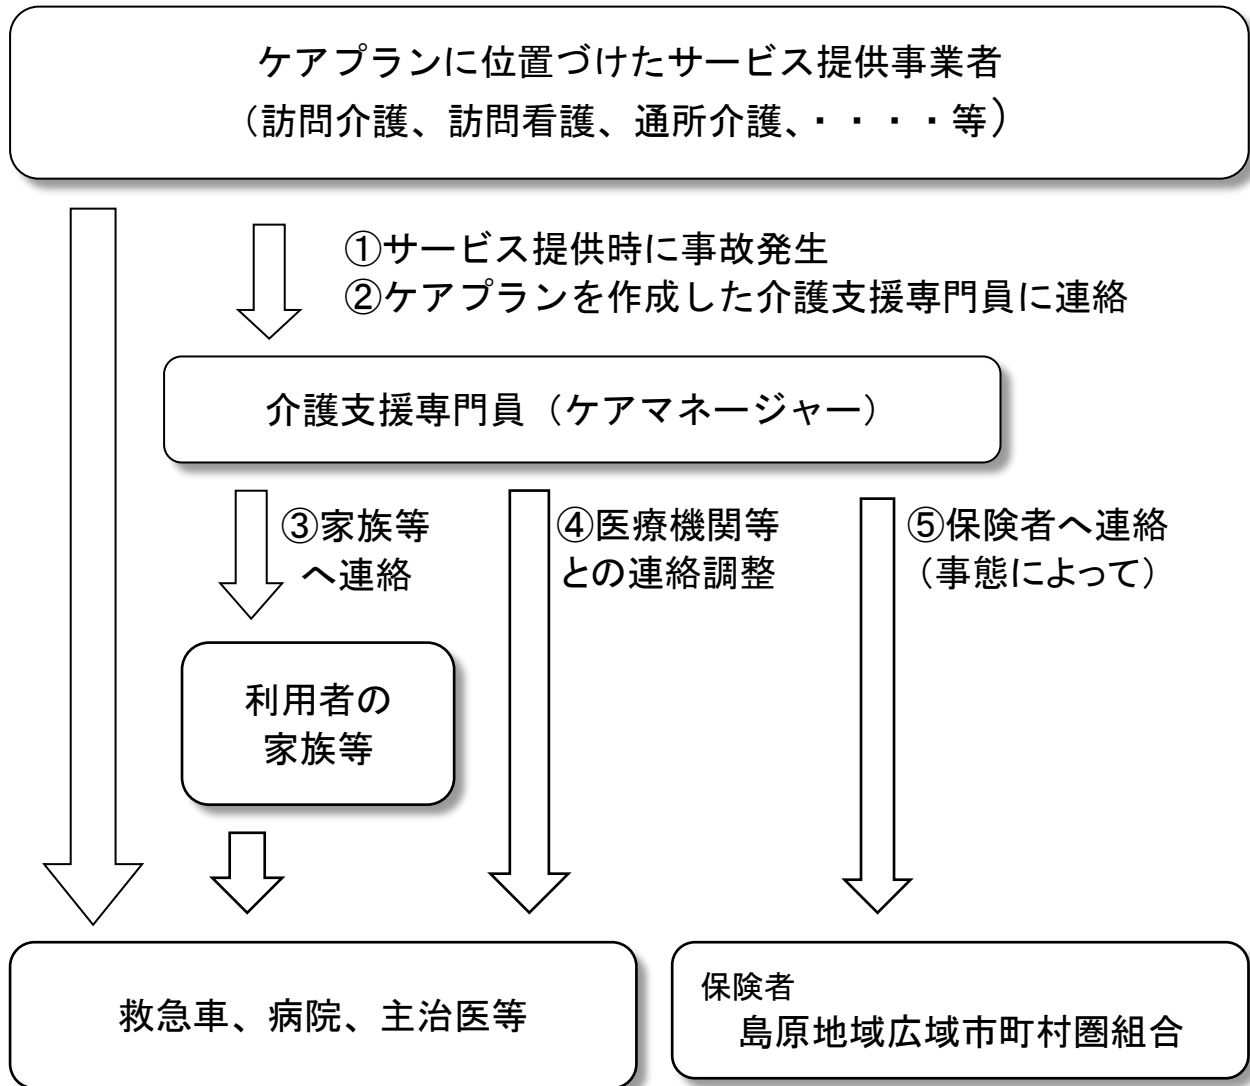 ケアプランに位置づけたサービス提供事業者
（訪問介護、訪問看護、通所介護、・・・・等）
①サービス提供時に事故発生
②ケアプランを作成した介護支援専門員に連絡
介護支援専門員（ケアマネージャー）
③家族等
へ連絡
④医療機関等
との連絡調整
⑤保険者へ連絡
（事態によって）
利用者の
家族等
救急車、病院、主治医等
保険者
島原地域広域市町村圏組合